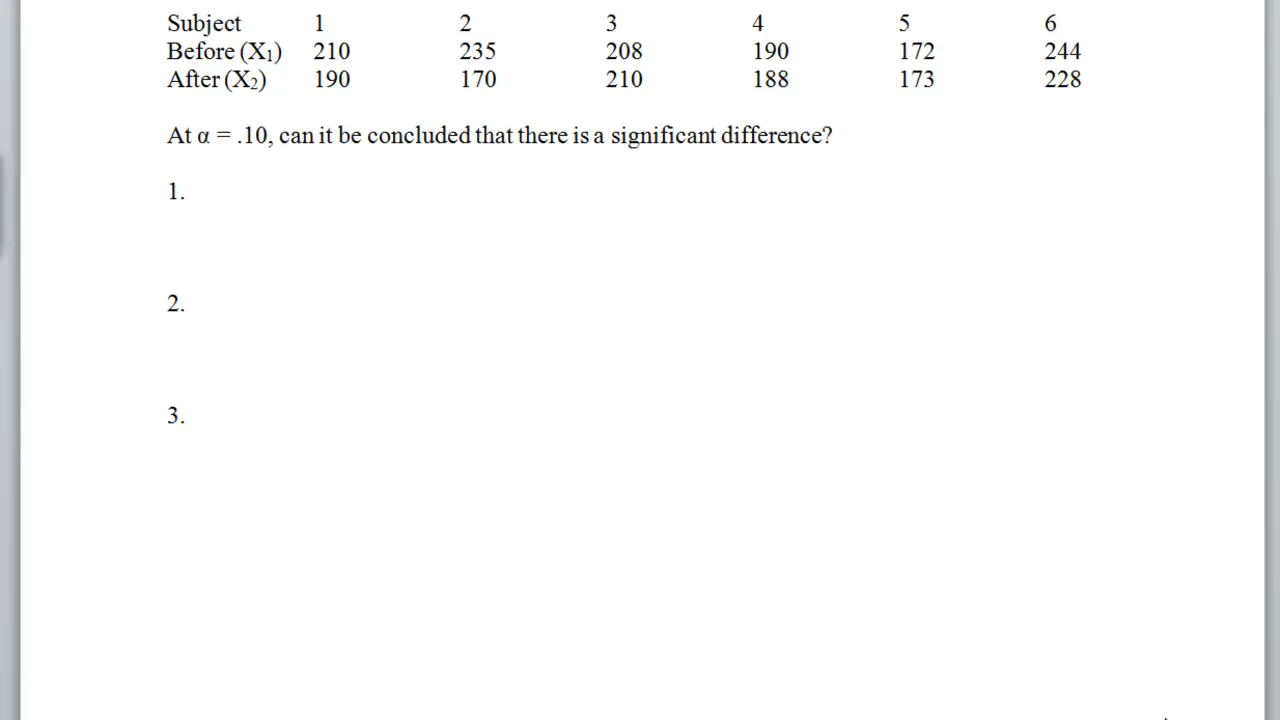 Subject 1 2 3 4 5 6
Before (X₁) 210 235 208 190 172 244
After (X₂) 190 170 210 188 173 228
At α = .10, can it be concluded that there is a significant difference?
1.
2.
3.